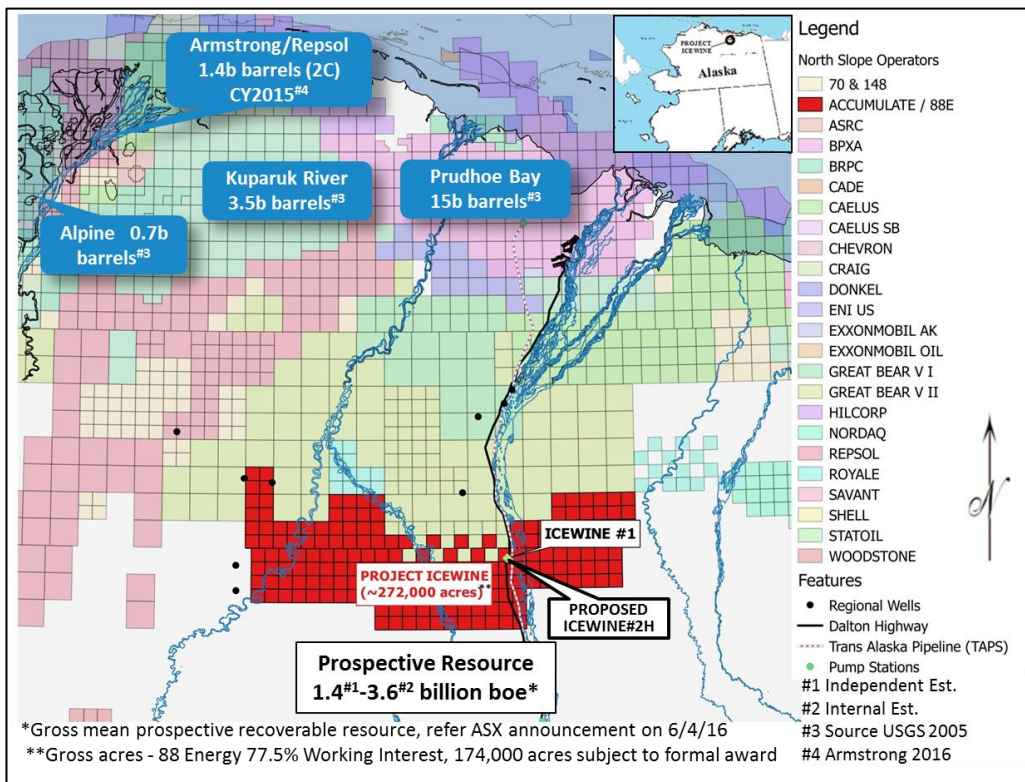 Armstrong/Repsol
1.4b barrels (2C)
CY2015#4
Kuparuk River
3.5b barrels#3
Prudhoe Bay
15b barrels#3
Alpine 0.7b
barrels#3
PROJECT
ICEWINE
Alaska
ICEWINE #1
PROJECT ICEWINE
(~272,000 acres)**
PROPOSED
ICEWINE#2H
Prospective Resource
1.4#1-3.6#2 billion boe*
*Gross mean prospective recoverable resource, refer ASX announcement on 6/4/16
**Gross acres - 88 Energy 77.5% Working Interest, 174,000 acres subject to formal award
Legend
North Slope Operators
70 & 148
ACCUMULATE / 88E
ASRC
BPXA
BRPC
CADE
CAELUS
CAELUS SB
CHEVRON
CRAIG
DONKEL
ENI US
EXXONMOBIL AK
EXXONMOBIL OIL
GREAT BEAR V I
GREAT BEAR V II
HILCORP
NORDAQ
REPSOL
ROYALE
SAVANT
SHELL
STATOIL
WOODSTONE
Features
Regional Wells
Dalton Highway
Trans Alaska Pipeline (TAPS)
Pump Stations
#1 Independent Est.
#2 Internal Est.
#3 Source USGS 2005
#4 Armstrong 2016
N